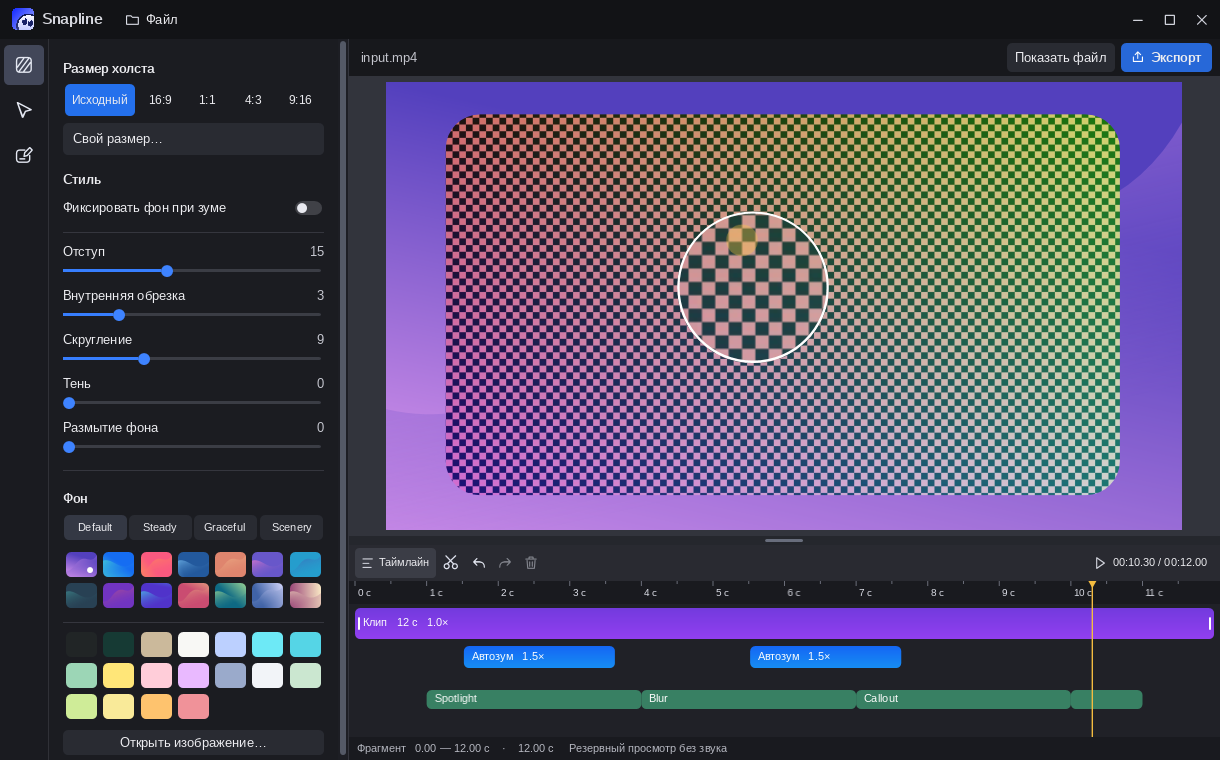 Snapline Файл
input.mp4 Показать файл Экспорт
Размер холста
Исходный 16:9 1:1 4:3 9:16
Свой размер…
Стиль
Фиксировать фон при зуме
Отступ 15
Внутренняя обрезка 3
Скругление 9
Тень 0
Размытие фона 0
Фон
Default Steady Graceful Scenery
Открыть изображение…
Таймлайн 00:10.30 / 00:12.00
0 с 1 с 2 с 3 с 4 с 5 с 6 с 7 с 8 с 9 с 10 с 11 с
Клип 12 с 1.0×
Автозум 1.5× Автозум 1.5×
Spotlight Blur Callout
Фрагмент 0.00 — 12.00 с · 12.00 с Резервный просмотр без звука